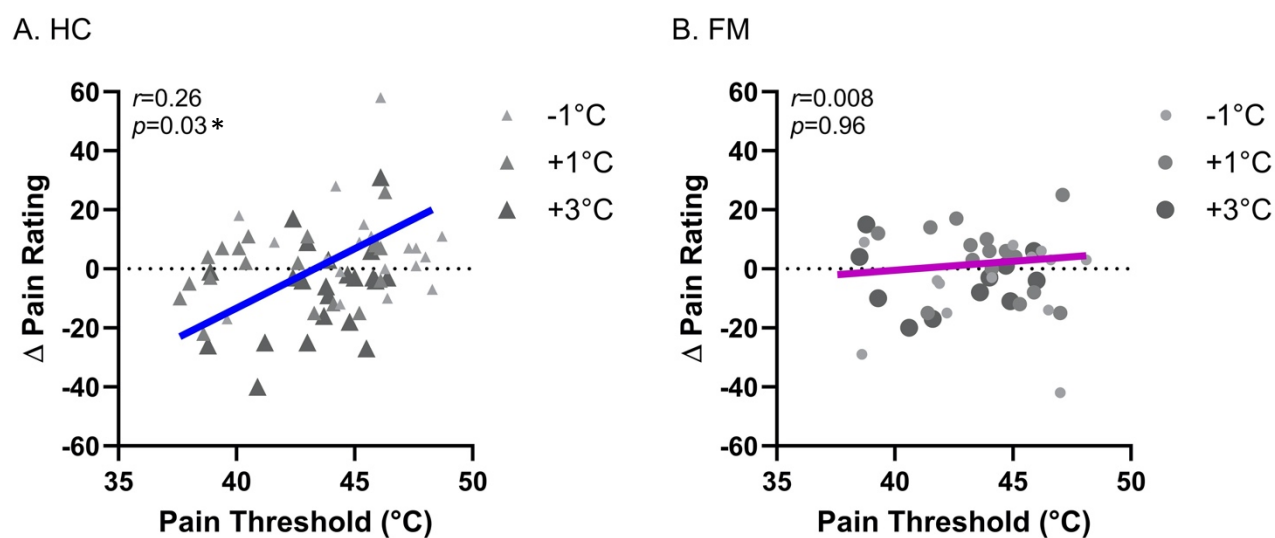 A. HC
r=0.26
p=0.03*
60
40
20
0
-20
-40
-60
Δ Pain Rating
35 40 45 50
Pain Threshold (°C)
-1°C
+1°C
+3°C
B. FM
r=0.008
p=0.96
60
40
20
0
-20
-40
-60
Δ Pain Rating
35 40 45 50
Pain Threshold (°C)
-1°C
+1°C
+3°C